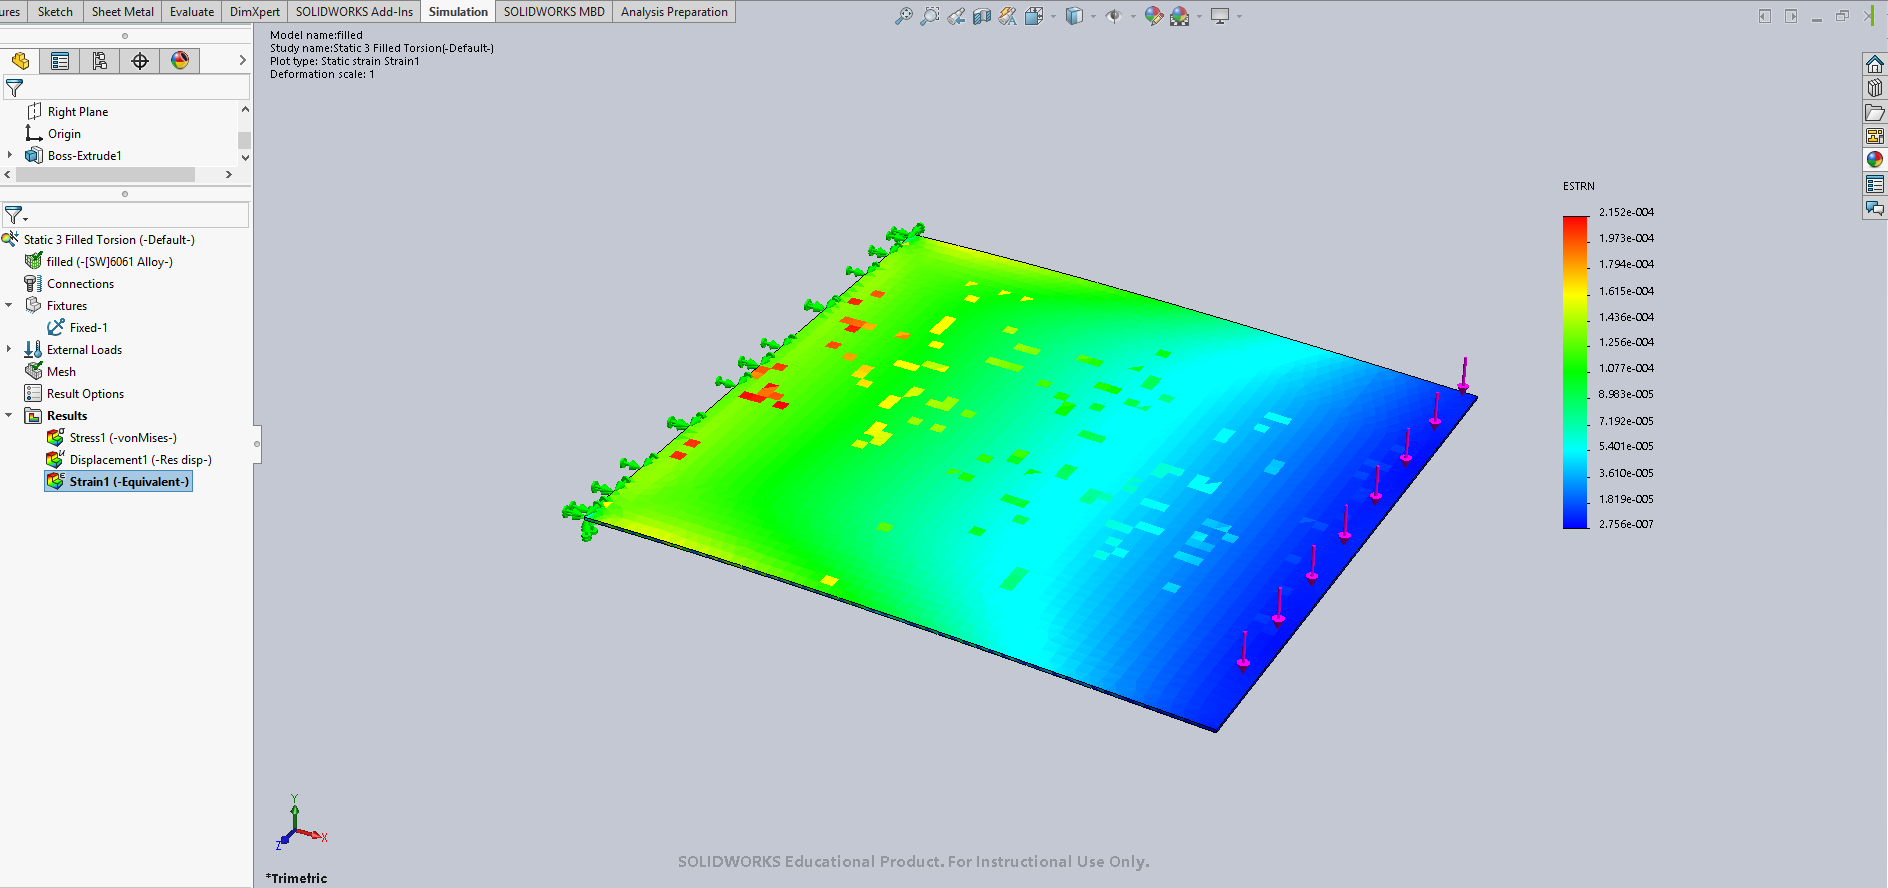 ures Sketch Sheet Metal Evaluate DimXpert SOLIDWORKS Add-Ins Simulation SOLIDWORKS MBD Analysis Preparation
Model name:filled
Study name:Static 3 Filled Torsion(-Default-)
Plot type: Static strain Strain1
Deformation scale: 1
Right Plane
Origin
Boss-Extrude1
Static 3 Filled Torsion (-Default-)
filled (-[SW]6061 Alloy-)
Connections
Fixtures
Fixed-1
External Loads
Mesh
Result Options
Results
Stress1 (-vonMises-)
Displacement1 (-Res disp-)
Strain1 (-Equivalent-)
ESTRN
2.152e-004
1.973e-004
1.794e-004
1.615e-004
1.436e-004
1.256e-004
1.077e-004
8.983e-005
7.192e-005
5.401e-005
3.610e-005
1.819e-005
2.756e-007
Y
X
Z
SOLIDWORKS Educational Product. For Instructional Use Only.
*Trimetric